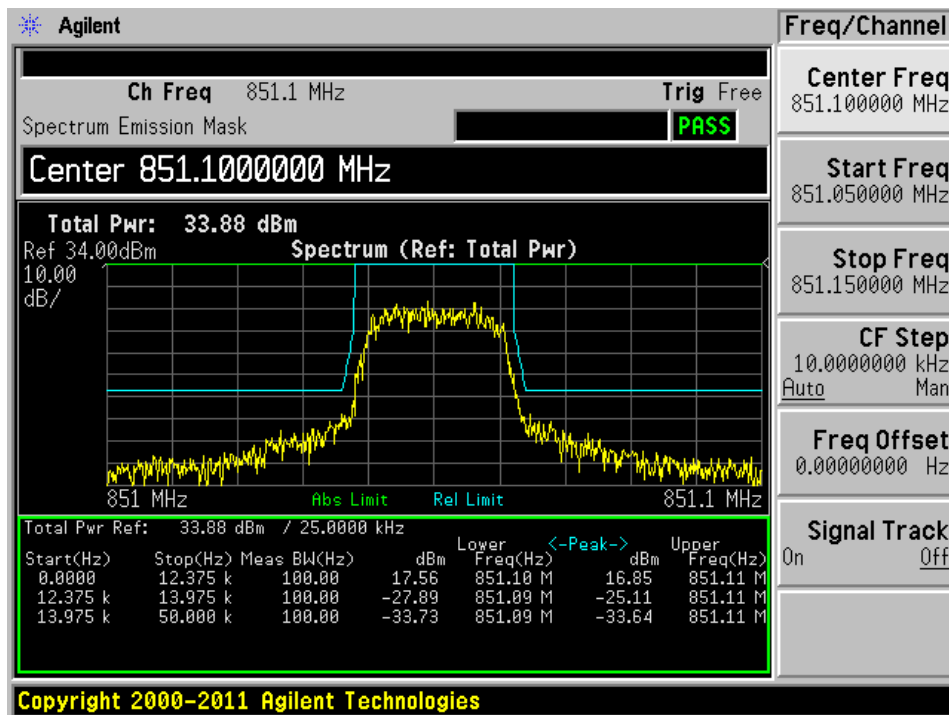 Agilent
Ch Freq 851.1 MHz Trig Free
Spectrum Emission Mask PASS
Center 851.1000000 MHz
Total Pwr: 33.88 dBm
Ref 34.00dBm Spectrum (Ref: Total Pwr)
10.00
dB/
851 MHz Abs Limit Rel Limit 851.1 MHz
Total Pwr Ref: 33.88 dBm / 25.0000 kHz
Lower <-Peak-> Upper
Start(Hz) Stop(Hz) Meas BW(Hz) dBm Freq(Hz) dBm Freq(Hz)
0.0000 12.375 k 100.00 17.56 851.10 M 16.85 851.11 M
12.375 k 13.975 k 100.00 -27.89 851.09 M -25.11 851.11 M
13.975 k 50.000 k 100.00 -33.73 851.09 M -33.64 851.11 M
Copyright 2000-2011 Agilent Technologies
Freq/Channel
Center Freq
851.100000 MHz
Start Freq
851.050000 MHz
Stop Freq
851.150000 MHz
CF Step
10.0000000 kHz
Auto Man
Freq Offset
0.00000000 Hz
Signal Track
On Off